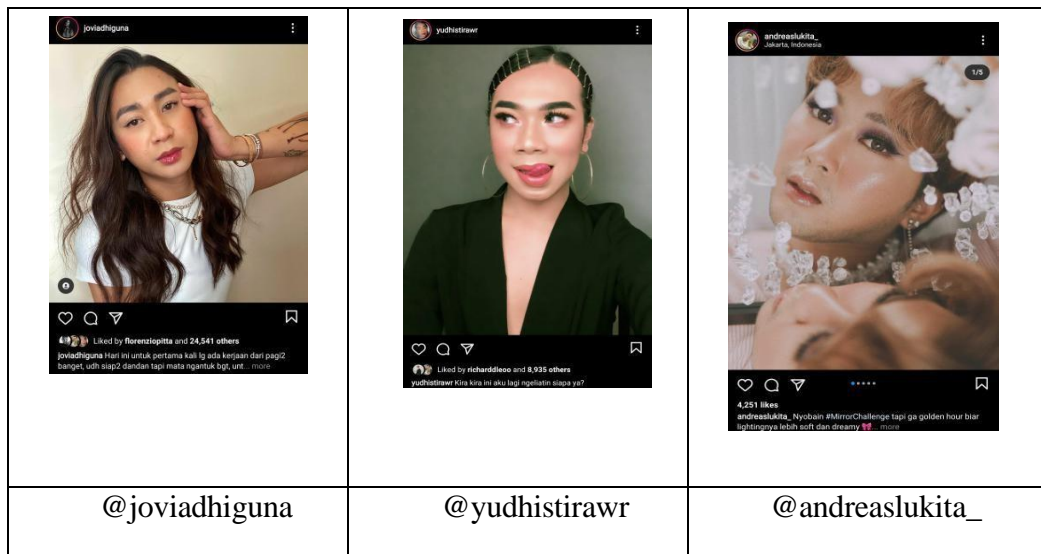 joviadhiguna
Liked by florenziopitta and 24,541 others
joviadhiguna Hari ini untuk pertama kali Ig ada kerjaan dari pagi2
banget, udh siap2 dandan tapi mata ngantuk bgt, unt... more
yudhistirawr
Liked by richarddleoo and 8,935 others
yudhistirawr Kira kira ini aku lagi ngeliatin siapa ya?
andreaslukita_
Jakarta, Indonesia
1/5
4,251 likes
andreaslukita_ Nyobain #MirrorChallenge tapi ga golden hour biar
lightingnya lebih soft dan dreamy 🎀... more
@joviadhiguna
@yudhistirawr
@andreaslukita_